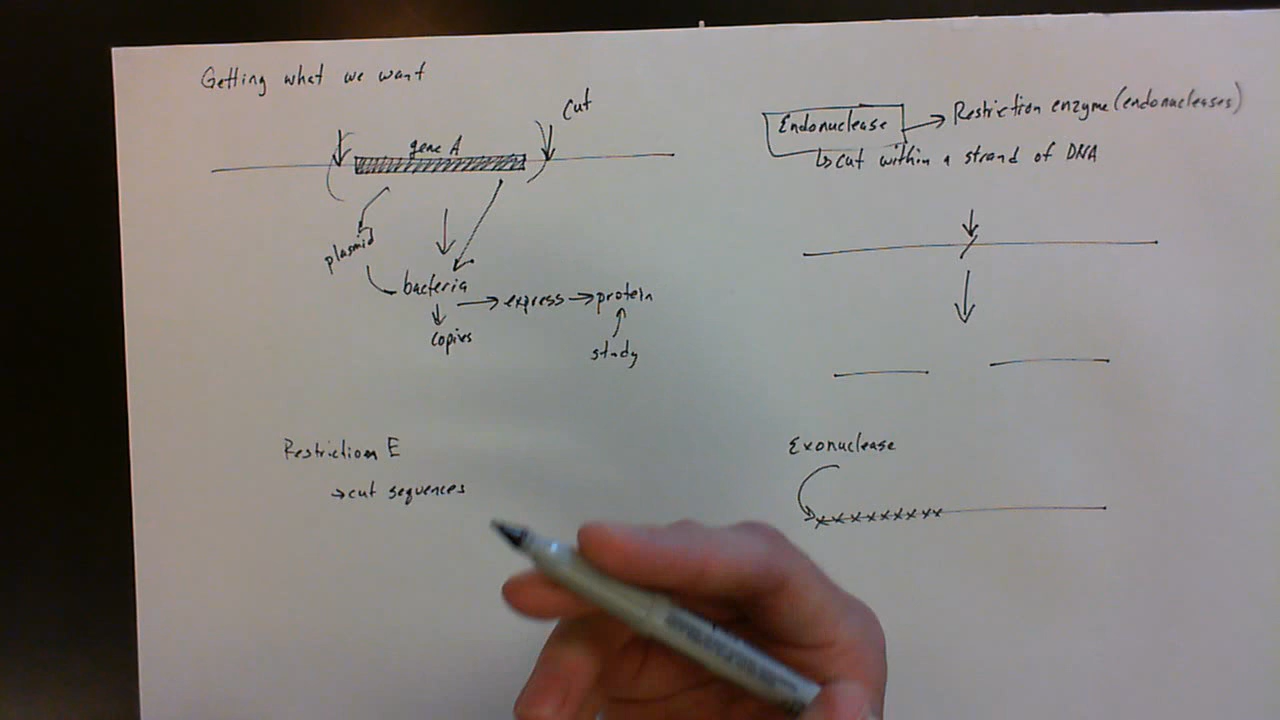 Getting what we want
cut
gene A
plasmid
bacteria
express → protein
copies
study
Endonuclease → Restriction enzyme (endonucleases)
↳ cut within a strand of DNA
Restriction E
→ cut sequences
Exonuclease
xxxxxxxxx